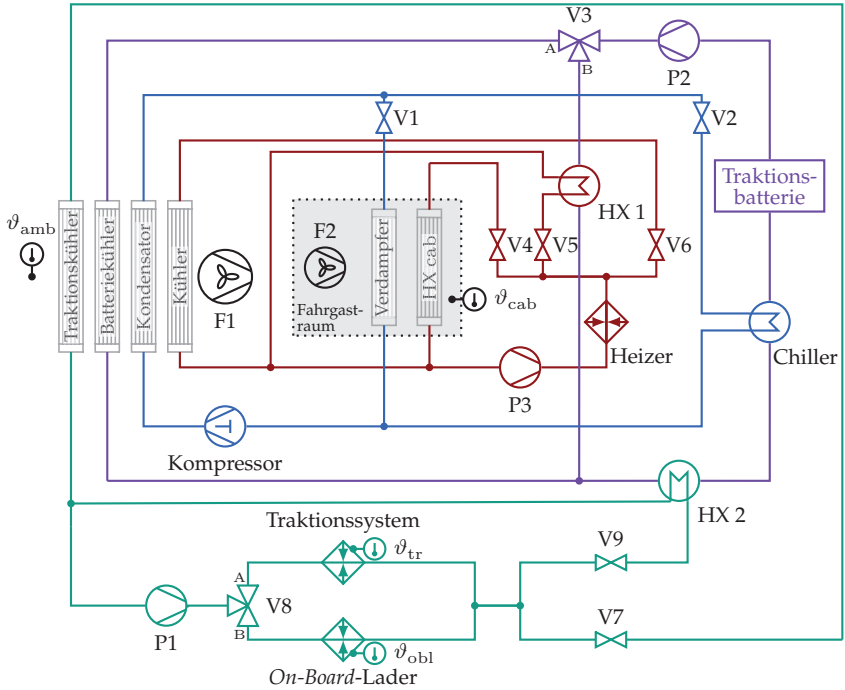 V3
A
B
P2
V1
V2
Traktions-
batterie
HX 1
ϑamb
Traktionskühler
Batteriekühler
Kondensator
Kühler
F1
F2
Fahrgast-
raum
Verdampfer
HX cab
ϑcab
V4
V5
V6
Heizer
Chiller
P3
Kompressor
HX 2
Traktionssystem
ϑtr
V9
A
V8
B
P1
V7
ϑobl
On-Board-Lader